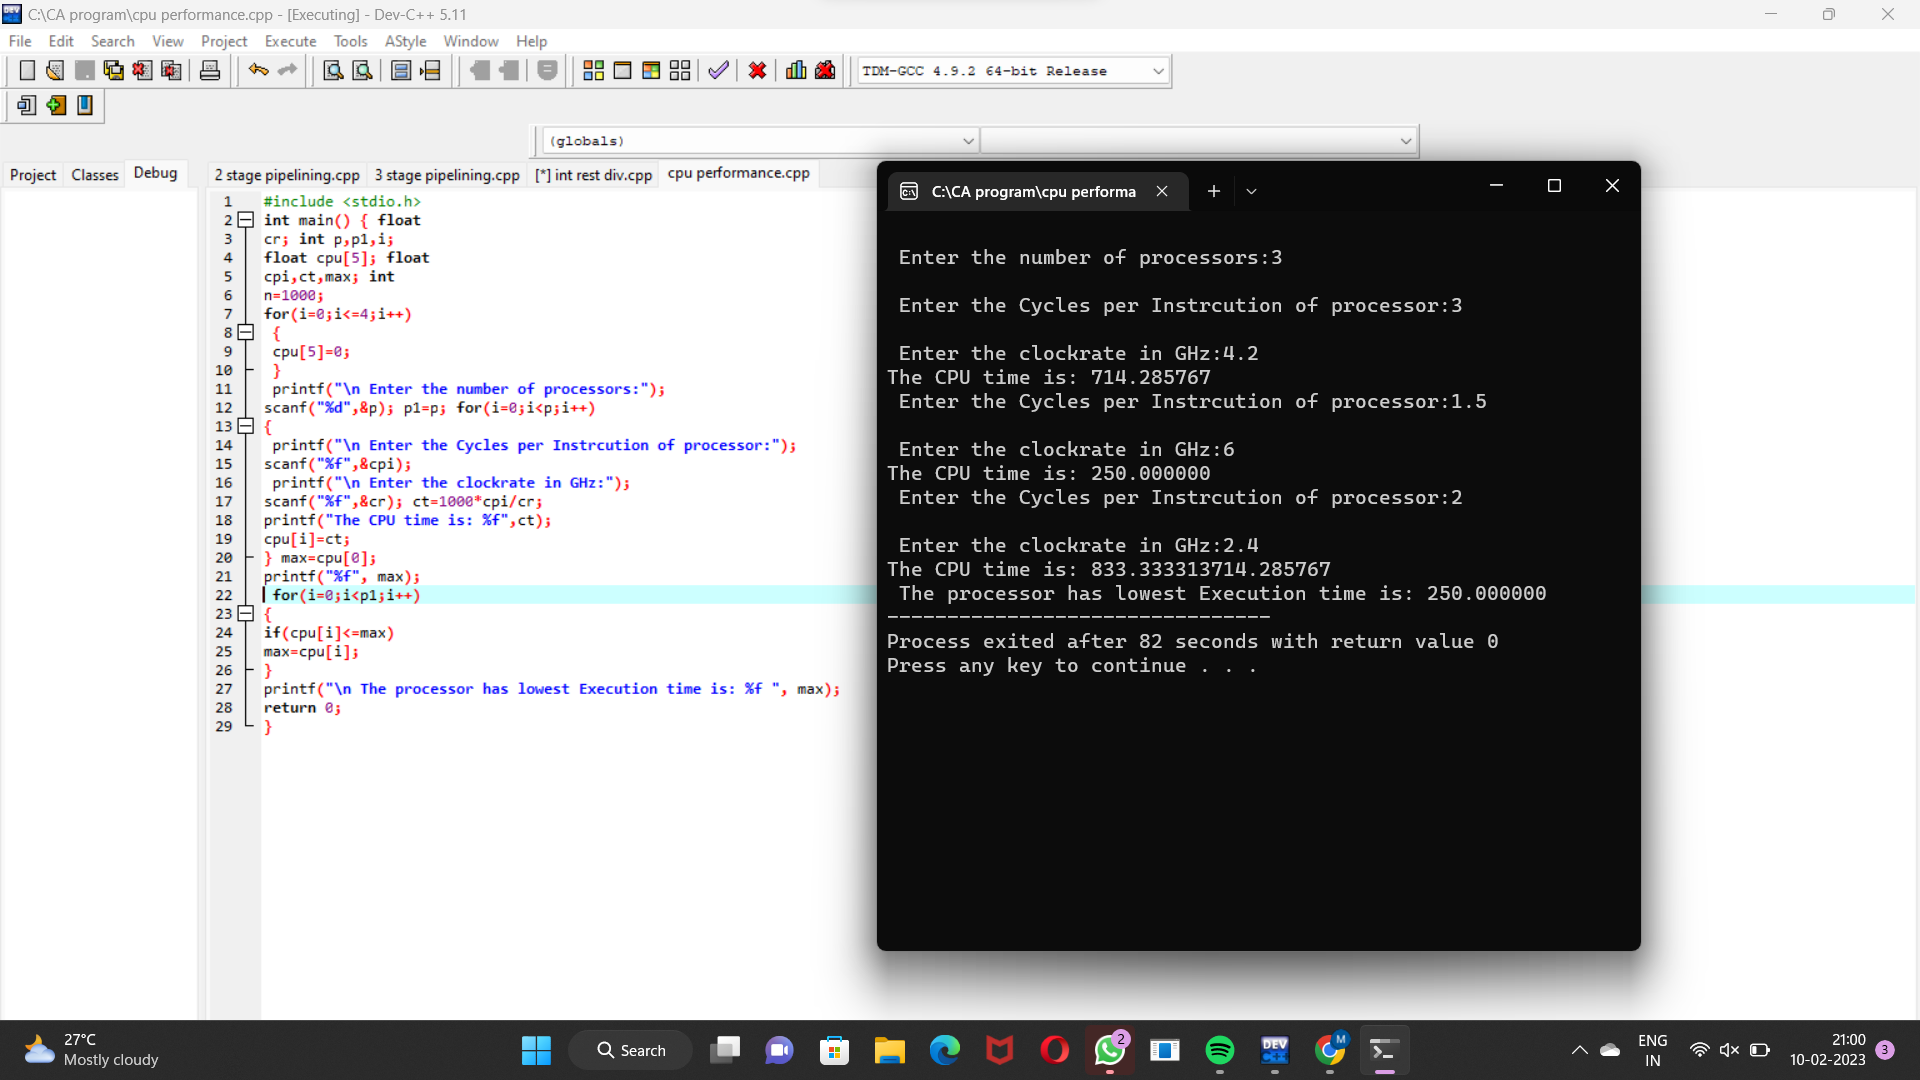 C:\CA program\cpu performance.cpp - [Executing] - Dev-C++ 5.11
File Edit Search View Project Execute Tools AStyle Window Help
TDM-GCC 4.9.2 64-bit Release
(globals)
Project Classes Debug
2 stage pipelining.cpp 3 stage pipelining.cpp [*] int rest div.cpp cpu performance.cpp
1 #include <stdio.h>
2 int main() { float
3 cr; int p,p1,i;
4 float cpu[5]; float
5 cpi,ct,max; int
6 n=1000;
7 for(i=0;i<=4;i++)
8 {
9 cpu[5]=0;
10 }
11 printf("\n Enter the number of processors:");
12 scanf("%d",&p); p1=p; for(i=0;i<p;i++)
13 {
14 printf("\n Enter the Cycles per Instrcution of processor:");
15 scanf("%f",&cpi);
16 printf("\n Enter the clockrate in GHz:");
17 scanf("%f",&cr); ct=1000*cpi/cr;
18 printf("The CPU time is: %f",ct);
19 cpu[i]=ct;
20 } max=cpu[0];
21 printf("%f", max);
22 for(i=0;i<p1;i++)
23 {
24 if(cpu[i]<=max)
25 max=cpu[i];
26 }
27 printf("\n The processor has lowest Execution time is: %f ", max);
28 return 0;
29 }
C:\CA program\cpu performa
Enter the number of processors:3
Enter the Cycles per Instrcution of processor:3
Enter the clockrate in GHz:4.2
The CPU time is: 714.285767
Enter the Cycles per Instrcution of processor:1.5
Enter the clockrate in GHz:6
The CPU time is: 250.000000
Enter the Cycles per Instrcution of processor:2
Enter the clockrate in GHz:2.4
The CPU time is: 833.333313714.285767
The processor has lowest Execution time is: 250.000000
--------------------------------
Process exited after 82 seconds with return value 0
Press any key to continue . . .
27°C
Mostly cloudy
Search
2
DEV C++
M
ENG
IN
21:00
10-02-2023
3